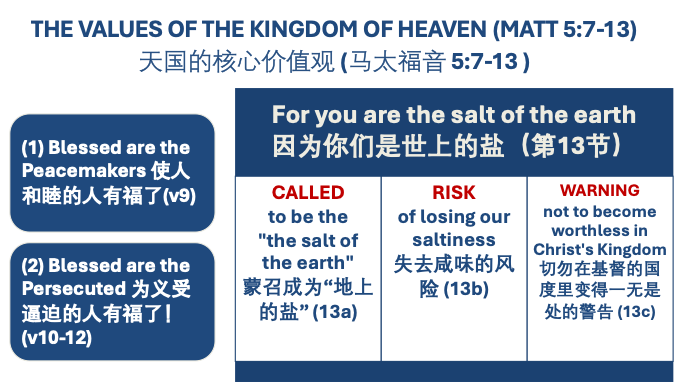 THE VALUES OF THE KINGDOM OF HEAVEN (MATT 5:7-13)
天国的核心价值观 (马太福音 5:7-13 )
(1) Blessed are the
Peacemakers 使人
和睦的人有福了(v9)
(2) Blessed are the
Persecuted 为义受
逼迫的人有福了!
(v10-12)
For you are the salt of the earth
因为你们是世上的盐（第13节）
CALLED
to be the
"the salt of
the earth"
蒙召成为“地上
的盐” (13a)
RISK
of losing our
saltiness
失去咸味的风
险 (13b)
WARNING
not to become
worthless in
Christ's Kingdom
切勿在基督的国
度里变得一无是
处的警告 (13c)